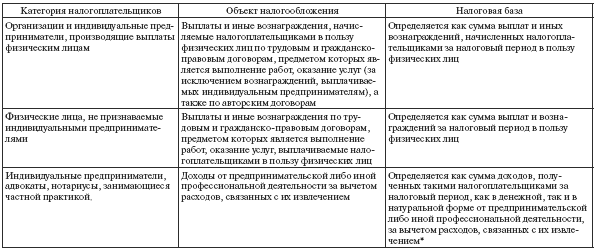 Категория налогоплательщиков
Объект налогообложения
Налоговая база
Организации и индивидуальные пред-
приниматели, производящие выплаты
физическим лицам
Выплаты и иные вознаграждения, начис-
ляемые налогоплательщиками в пользу
физических лиц по трудовым и гражданско-
правовым договорам, предметом которых яв-
ляется выполнение работ, оказание услуг (за
исключением вознаграждений, выплачивае-
мых индивидуальным предпринимателям), а
также по авторским договорам
Определяется как сумма выплат и иных
вознаграждений, начисленных налогопла-
тельщиками за налоговый период в пользу
физических лиц
Физические лица, не признаваемые
индивидуальными предпринимате-
лями
Выплаты и иные вознаграждения по тру-
довым и гражданско-правовым договорам,
предметом которых является выполнение
работ, оказание услуг, выплачиваемые нало-
гоплательщиками в пользу физических лиц
Определяется как сумма выплат и возна-
граждений за налоговый период в пользу
физических лиц
Индивидуальные предприниматели,
адвокаты, нотариусы, занимающиеся
частной практикой.
Доходы от предпринимательской либо иной
профессиональной деятельности за вычетом
расходов, связанных с их извлечением
Определяется как сумма доходов, полу-
ченных такими налогоплательщиками за
налоговый период, как в денежной, так и в
натуральной форме от предпринимательской
либо иной профессиональной деятельности,
за вычетом расходов, связанных с их извле-
чением*